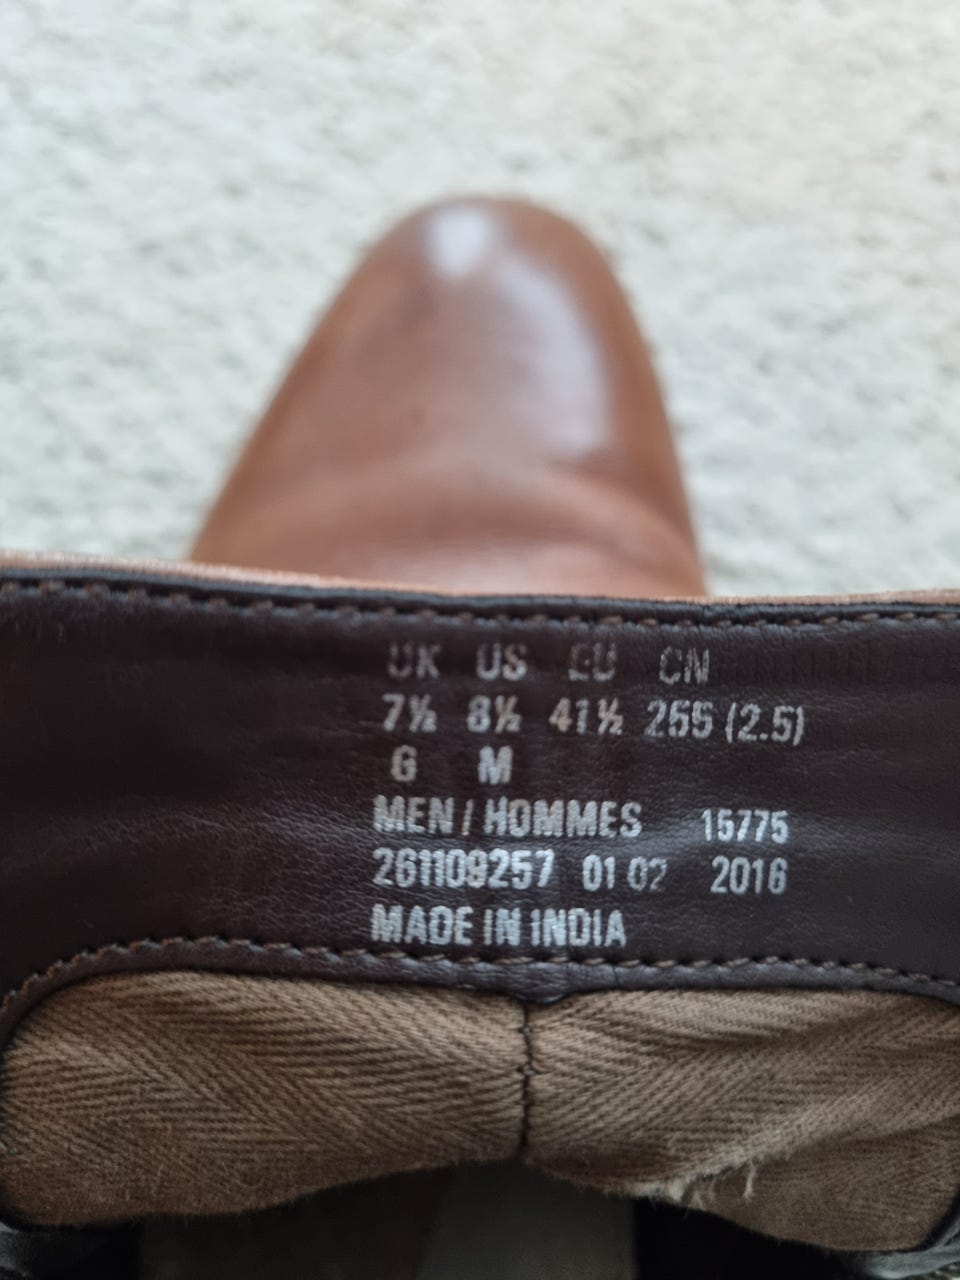 UK US EU CN
7½ 8½ 41½ 255 (2.5)
G M
MEN / HOMMES 15775
261109257 01 02 2016
MADE IN INDIA